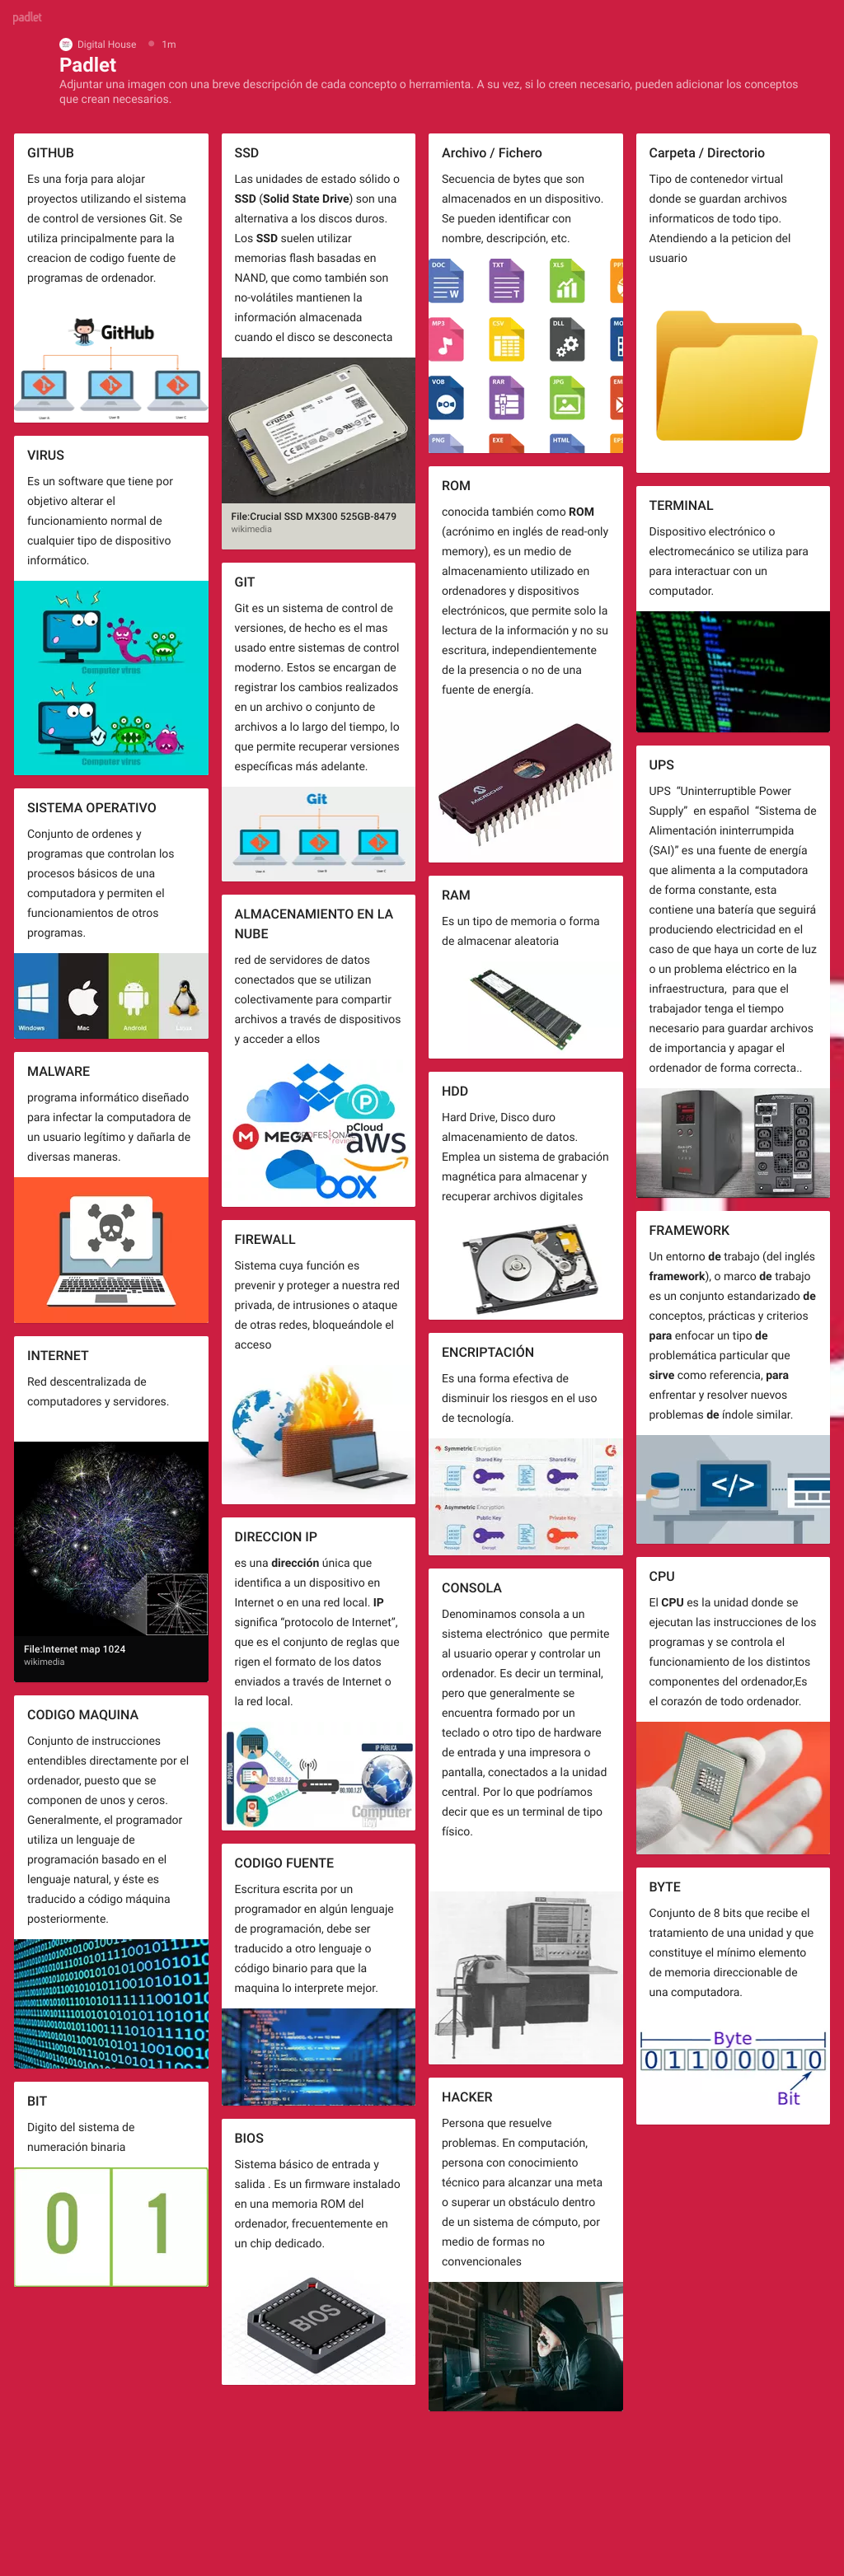 padlet
Digital House 1m
Padlet
Adjuntar una imagen con una breve descripción de cada concepto o herramienta. A su vez, si lo creen necesario, pueden adicionar los conceptos
que crean necesarios.
GITHUB
Es una forja para alojar
proyectos utilizando el sistema
de control de versiones Git. Se
utiliza principalmente para la
creacion de codigo fuente de
programas de ordenador.
GitHub
User A User B User C
VIRUS
Es un software que tiene por
objetivo alterar el
funcionamiento normal de
cualquier tipo de dispositivo
informático.
Computer virus
Computer virus
SISTEMA OPERATIVO
Conjunto de ordenes y
programas que controlan los
procesos básicos de una
computadora y permiten el
funcionamientos de otros
programas.
Windows Mac Android Linux
MALWARE
programa informático diseñado
para infectar la computadora de
un usuario legítimo y dañarla de
diversas maneras.
INTERNET
Red descentralizada de
computadores y servidores.
File:Internet map 1024
wikimedia
CODIGO MAQUINA
Conjunto de instrucciones
entendibles directamente por el
ordenador, puesto que se
componen de unos y ceros.
Generalmente, el programador
utiliza un lenguaje de
programación basado en el
lenguaje natural, y éste es
traducido a código máquina
posteriormente.
BIT
Digito del sistema de
numeración binaria
0 1
SSD
Las unidades de estado sólido o
SSD (Solid State Drive) son una
alternativa a los discos duros.
Los SSD suelen utilizar
memorias flash basadas en
NAND, que como también son
no-volátiles mantienen la
información almacenada
cuando el disco se desconecta
crucial
File:Crucial SSD MX300 525GB-8479
wikimedia
GIT
Git es un sistema de control de
versiones, de hecho es el mas
usado entre sistemas de control
moderno. Estos se encargan de
registrar los cambios realizados
en un archivo o conjunto de
archivos a lo largo del tiempo, lo
que permite recuperar versiones
específicas más adelante.
Git
User A User B User C
ALMACENAMIENTO EN LA
NUBE
red de servidores de datos
conectados que se utilizan
colectivamente para compartir
archivos a través de dispositivos
y acceder a ellos
pCloud
MEGA
aws
box
FIREWALL
Sistema cuya función es
prevenir y proteger a nuestra red
privada, de intrusiones o ataque
de otras redes, bloqueándole el
acceso
DIRECCION IP
es una dirección única que
identifica a un dispositivo en
Internet o en una red local. IP
significa “protocolo de Internet”,
que es el conjunto de reglas que
rigen el formato de los datos
enviados a través de Internet o
la red local.
IP PRIVADA
IP PÚBLICA
192.168.0.2
80.100.1.27
Computer
CODIGO FUENTE
Escritura escrita por un
programador en algún lenguaje
de programación, debe ser
traducido a otro lenguaje o
código binario para que la
maquina lo interprete mejor.
BIOS
Sistema básico de entrada y
salida . Es un firmware instalado
en una memoria ROM del
ordenador, frecuentemente en
un chip dedicado.
BIOS
Archivo / Fichero
Secuencia de bytes que son
almacenados en un dispositivo.
Se pueden identificar con
nombre, descripción, etc.
DOC TXT XLS PP
W T
MP3 CSV DLL MO
VOB RAR JPG EM
PNG EXE HTML EPS
ROM
conocida también como ROM
(acrónimo en inglés de read-only
memory), es un medio de
almacenamiento utilizado en
ordenadores y dispositivos
electrónicos, que permite solo la
lectura de la información y no su
escritura, independientemente
de la presencia o no de una
fuente de energía.
MICROCHIP
RAM
Es un tipo de memoria o forma
de almacenar aleatoria
HDD
Hard Drive, Disco duro
almacenamiento de datos.
Emplea un sistema de grabación
magnética para almacenar y
recuperar archivos digitales
ENCRIPTACIÓN
Es una forma efectiva de
disminuir los riesgos en el uso
de tecnología.
Symmetric Encryption
Shared Key Shared Key
Message Encrypt Ciphertext Decrypt Message
Asymmetric Encryption
Public Key Private Key
Message Encrypt Ciphertext Decrypt Message
CONSOLA
Denominamos consola a un
sistema electrónico que permite
al usuario operar y controlar un
ordenador. Es decir un terminal,
pero que generalmente se
encuentra formado por un
teclado o otro tipo de hardware
de entrada y una impresora o
pantalla, conectados a la unidad
central. Por lo que podríamos
decir que es un terminal de tipo
físico.
HACKER
Persona que resuelve
problemas. En computación,
persona con conocimiento
técnico para alcanzar una meta
o superar un obstáculo dentro
de un sistema de cómputo, por
medio de formas no
convencionales
Carpeta / Directorio
Tipo de contenedor virtual
donde se guardan archivos
informaticos de todo tipo.
Atendiendo a la peticion del
usuario
TERMINAL
Dispositivo electrónico o
electromecánico se utiliza para
para interactuar con un
computador.
UPS
UPS “Uninterruptible Power
Supply” en español “Sistema de
Alimentación ininterrumpida
(SAI)” es una fuente de energía
que alimenta a la computadora
de forma constante, esta
contiene una batería que seguirá
produciendo electricidad en el
caso de que haya un corte de luz
o un problema eléctrico en la
infraestructura, para que el
trabajador tenga el tiempo
necesario para guardar archivos
de importancia y apagar el
ordenador de forma correcta..
FRAMEWORK
Un entorno de trabajo (del inglés
framework), o marco de trabajo
es un conjunto estandarizado de
conceptos, prácticas y criterios
para enfocar un tipo de
problemática particular que
sirve como referencia, para
enfrentar y resolver nuevos
problemas de índole similar.
</>
CPU
El CPU es la unidad donde se
ejecutan las instrucciones de los
programas y se controla el
funcionamiento de los distintos
componentes del ordenador,Es
el corazón de todo ordenador.
BYTE
Conjunto de 8 bits que recibe el
tratamiento de una unidad y que
constituye el mínimo elemento
de memoria direccionable de
una computadora.
Byte
0 1 1 0 0 0 1 0
Bit